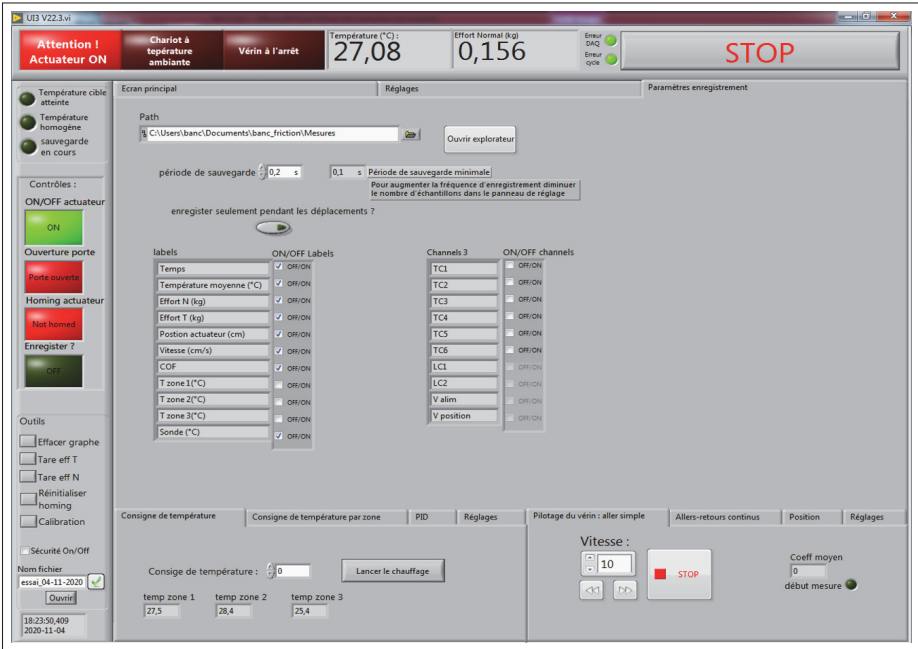 UI3 V22.3.vi
Attention !
Actuateur ON
Chariot à
tepérature
ambiante
Vérin à l'arrêt
Température (°C) :
27,08
Effort Normal (kg)
0,156
Erreur
DAQ
Erreur
cycle
STOP
Température cible
atteinte
Température
homogène
sauvegarde
en cours
Contrôles :
ON/OFF actuateur
ON
Ouverture porte
Porte ouverte
Homing actuateur
Not homed
Enregister ?
OFF
Outils
Effacer graphe
Tare eff T
Tare eff N
Réinitialiser
homing
Calibration
Sécurité On/Off
Nom fichier
essai_04-11-2020
Ouvrir
18:23:50,409
2020-11-04
Ecran principal
Réglages
Paramètres enregistrement
Path
C:\Users\banc\Documents\banc_friction\Mesures
Ouvrir explorateur
période de sauvegarde 0,2 s
0,1 s Période de sauvegarde minimale
Pour augmenter la fréquence d'enregistrement diminuer
le nombre d'échantillons dans le panneau de réglage
enregister seulement pendant les déplacements ?
labels ON/OFF Labels
Temps OFF/ON
Température moyenne (°C) OFF/ON
Effort N (kg) OFF/ON
Effort T (kg) OFF/ON
Postion actuateur (cm) OFF/ON
Vitesse (cm/s) OFF/ON
COF OFF/ON
T zone 1(°C) OFF/ON
T zone 2(°C) OFF/ON
T zone 3(°C) OFF/ON
Sonde (°C) OFF/ON
Channels 3 ON/OFF channels
TC1 OFF/ON
TC2 OFF/ON
TC3 OFF/ON
TC4 OFF/ON
TC5 OFF/ON
TC6 OFF/ON
LC1 OFF/ON
LC2 OFF/ON
V alim OFF/ON
V position OFF/ON
Consigne de température
Consigne de température par zone
PID
Réglages
Consige de température : 0
Lancer le chauffage
temp zone 1 temp zone 2 temp zone 3
27,5 28,4 25,4
Pilotage du vérin : aller simple
Allers-retours continus
Position
Réglages
Vitesse :
10
STOP
Coeff moyen
0
début mesure